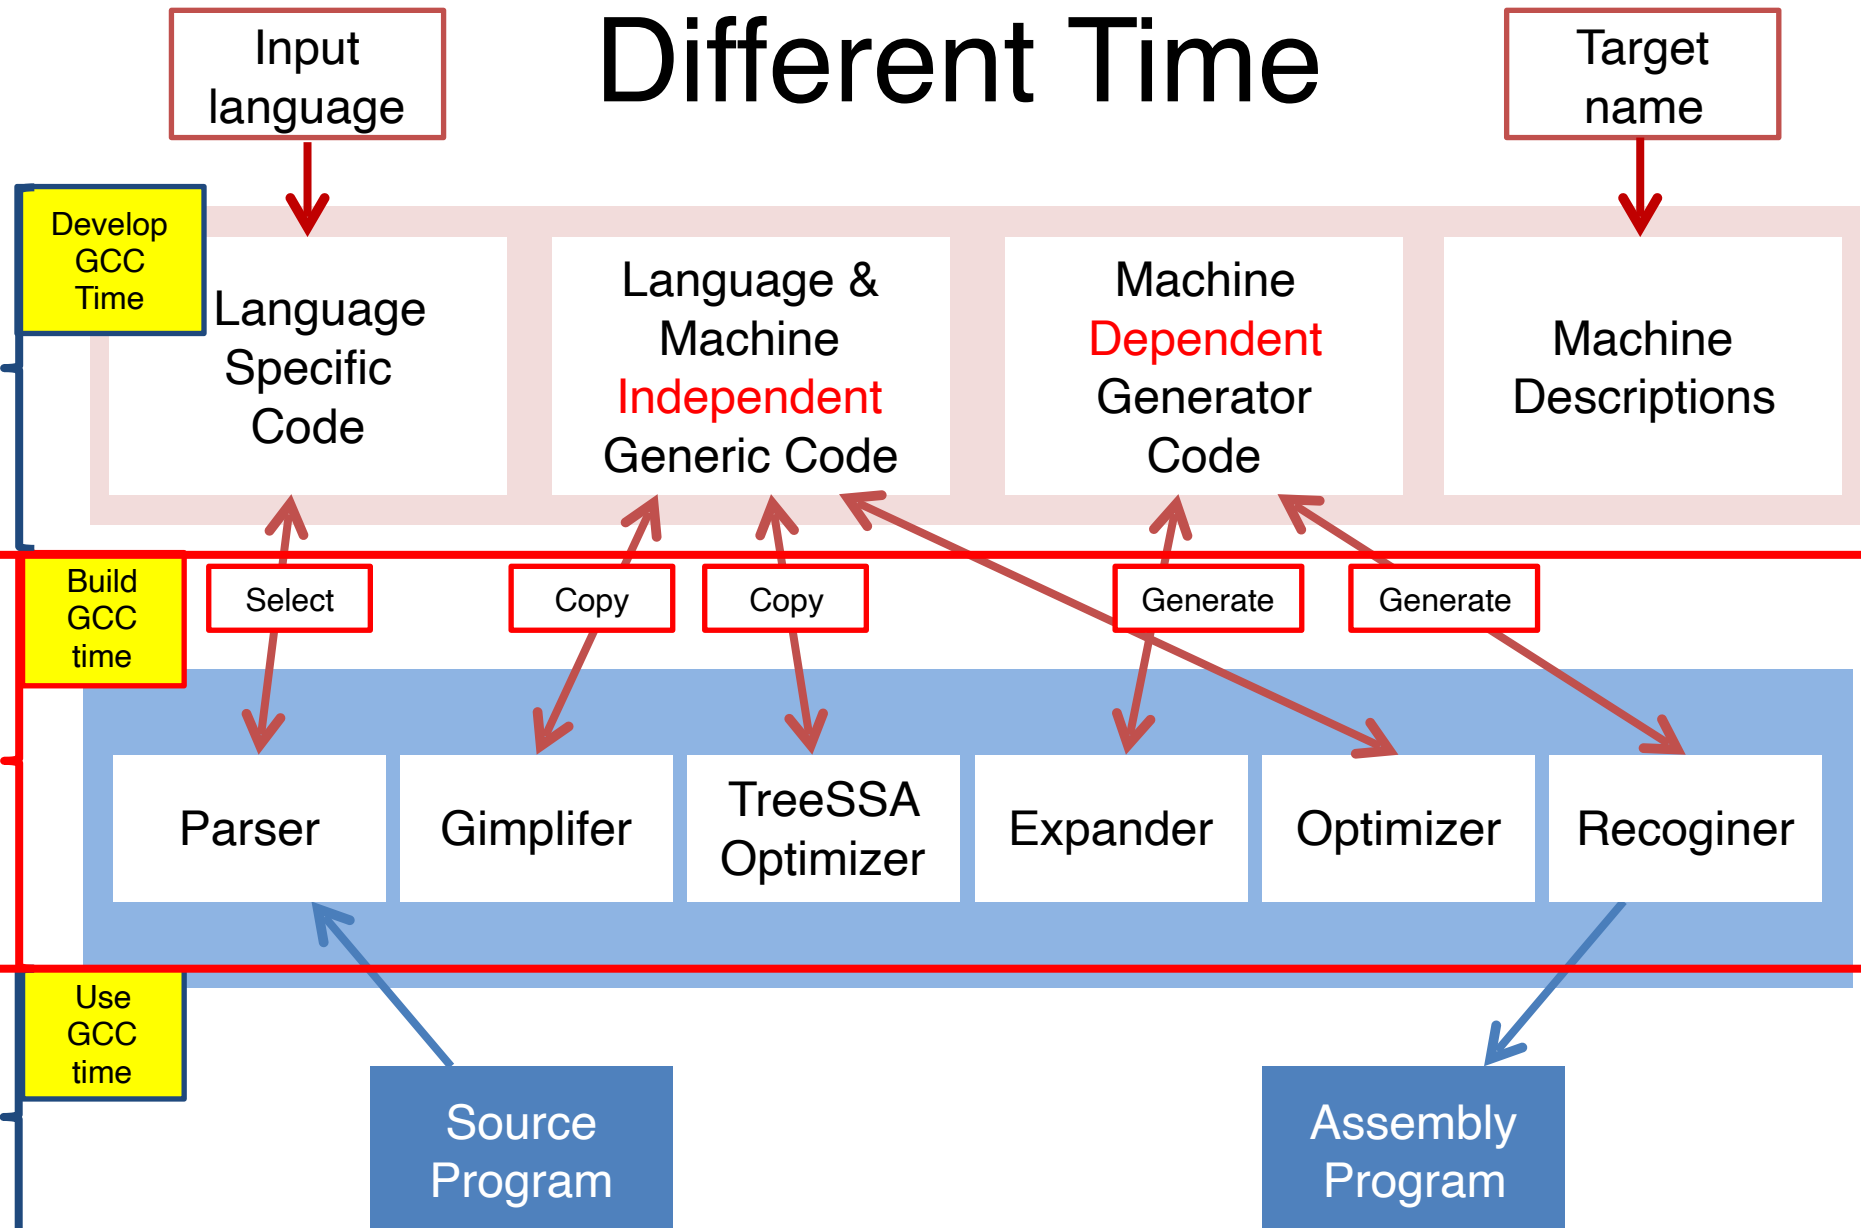 Different Time
Input
language
Target
name
Develop
GCC
Time
Language
Specific
Code
Language &
Machine
Independent
Generic Code
Machine
Dependent
Generator
Code
Machine
Descriptions
Build
GCC
time
Select
Copy
Copy
Generate
Generate
Parser
Gimplifer
TreeSSA
Optimizer
Expander
Optimizer
Recoginer
Use
GCC
time
Source
Program
Assembly
Program